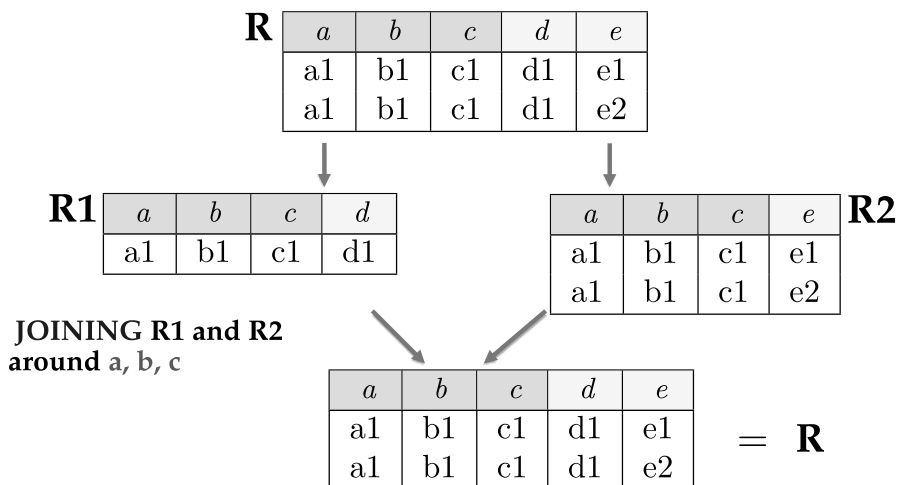 R a b c d e
a1 b1 c1 d1 e1
a1 b1 c1 d1 e2
R1 a b c d
a1 b1 c1 d1
a b c e R2
a1 b1 c1 e1
a1 b1 c1 e2
JOINING R1 and R2
around a, b, c
a b c d e
a1 b1 c1 d1 e1
a1 b1 c1 d1 e2
= R